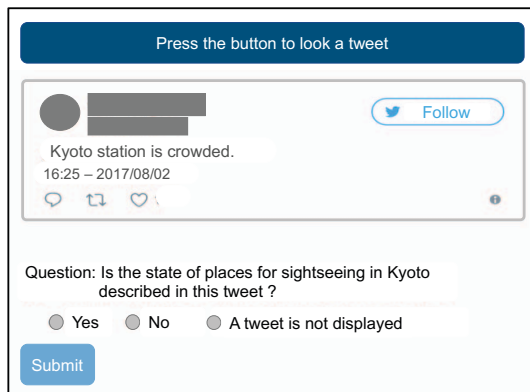 Press the button to look a tweet
Follow
Kyoto station is crowded.
16:25 – 2017/08/02
Question: Is the state of places for sightseeing in Kyoto
described in this tweet ?
Yes No A tweet is not displayed
Submit